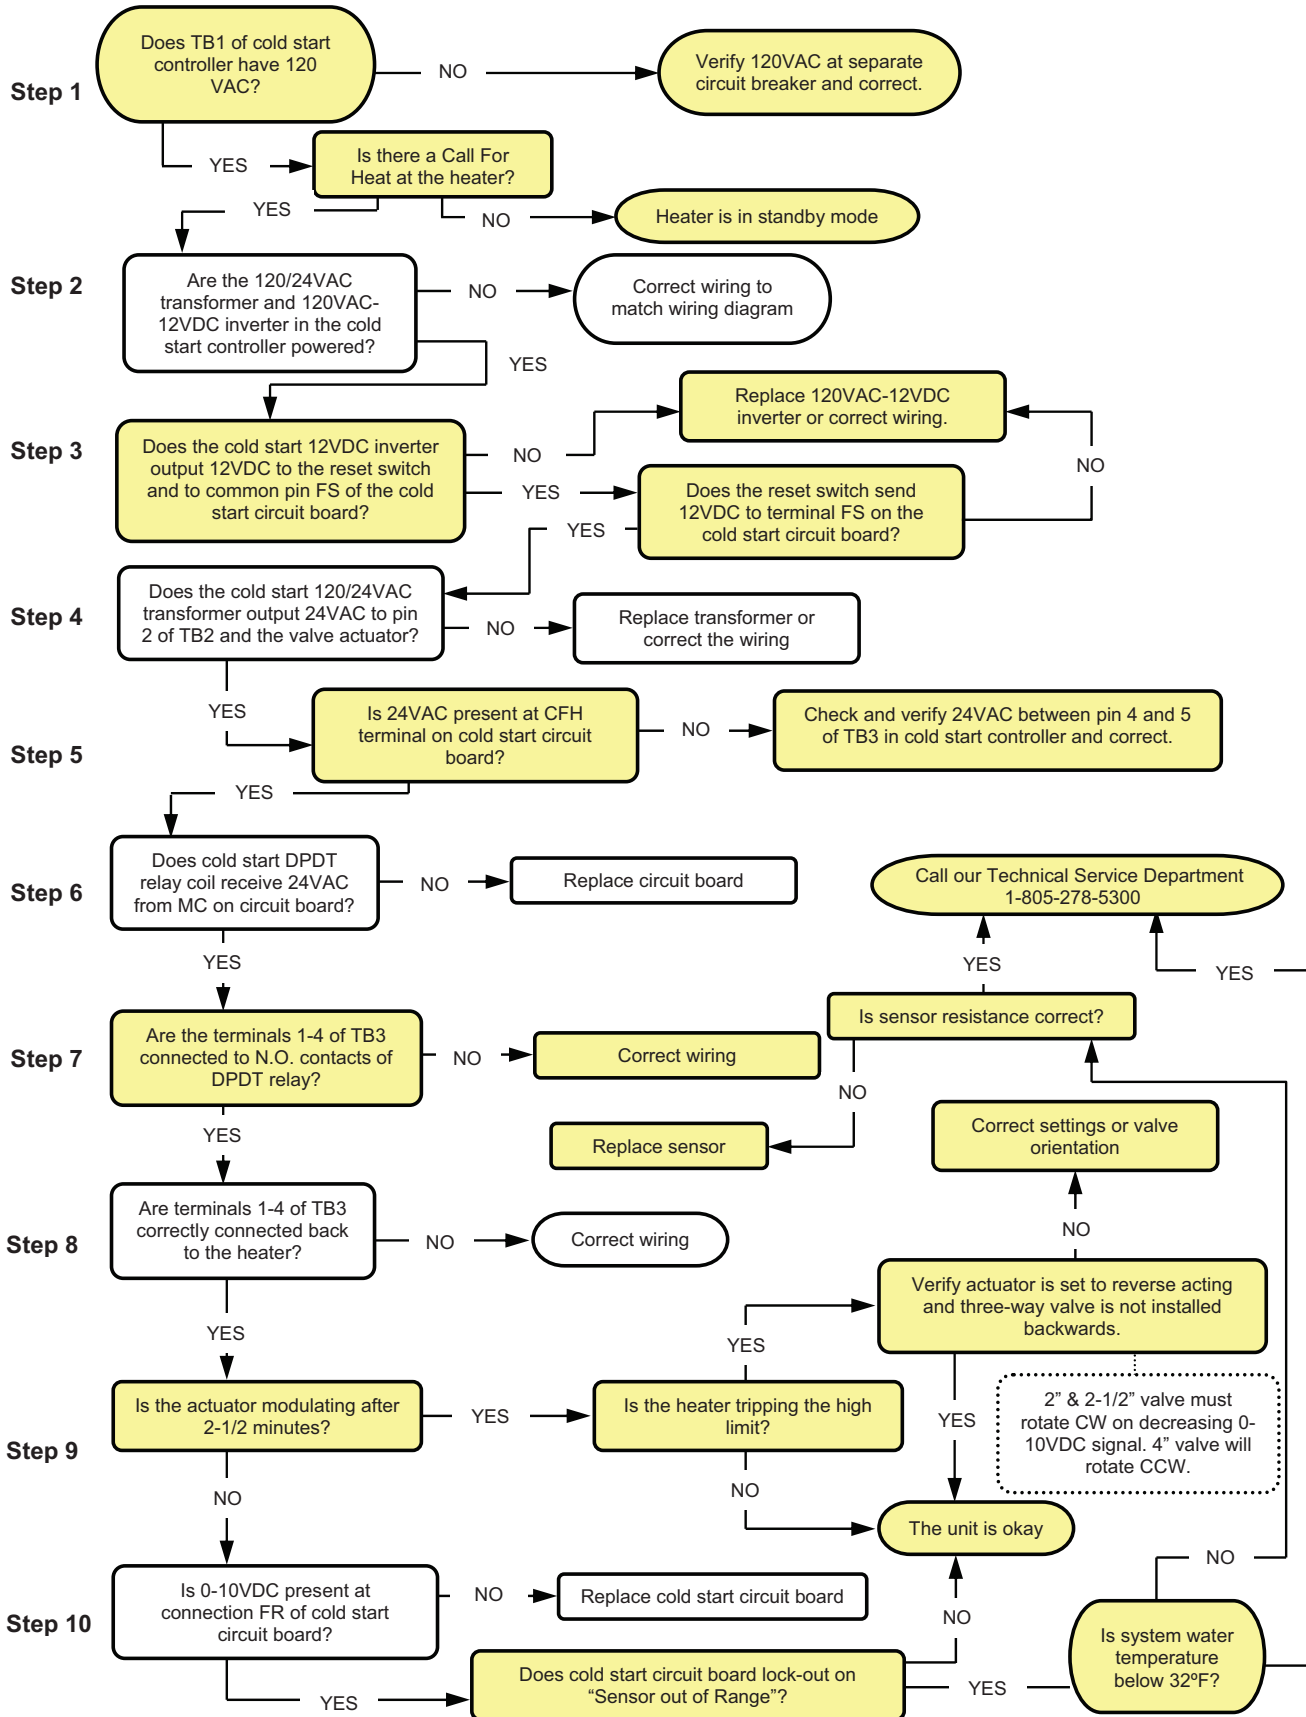 Does TB1 of cold start
controller have 120
VAC?
NO
Verify 120VAC at separate
circuit breaker and correct.
Step 1
YES
Is there a Call For
Heat at the heater?
YES
NO
Heater is in standby mode
Step 2
Are the 120/24VAC
transformer and 120VAC-
12VDC inverter in the cold
start controller powered?
NO
Correct wiring to
match wiring diagram
YES
Step 3
Does the cold start 12VDC inverter
output 12VDC to the reset switch
and to common pin FS of the cold
start circuit board?
NO
Replace 120VAC-12VDC
inverter or correct wiring.
NO
YES
Does the reset switch send
12VDC to terminal FS on the
cold start circuit board?
YES
Step 4
Does the cold start 120/24VAC
transformer output 24VAC to pin
2 of TB2 and the valve actuator?
NO
Replace transformer or
correct the wiring
YES
Step 5
Is 24VAC present at CFH
terminal on cold start circuit
board?
NO
Check and verify 24VAC between pin 4 and 5
of TB3 in cold start controller and correct.
YES
Step 6
Does cold start DPDT
relay coil receive 24VAC
from MC on circuit board?
NO
Replace circuit board
Call our Technical Service Department
1-805-278-5300
YES
YES
YES
Is sensor resistance correct?
Step 7
Are the terminals 1-4 of TB3
connected to N.O. contacts of
DPDT relay?
NO
Correct wiring
NO
YES
Replace sensor
Correct settings or valve
orientation
Step 8
Are terminals 1-4 of TB3
correctly connected back
to the heater?
NO
Correct wiring
NO
Verify actuator is set to reverse acting
and three-way valve is not installed
backwards.
YES
YES
Step 9
Is the actuator modulating after
2-1/2 minutes?
YES
Is the heater tripping the high
limit?
YES
2” & 2-1/2” valve must
rotate CW on decreasing 0-
10VDC signal. 4” valve will
rotate CCW.
NO
NO
The unit is okay
NO
Step 10
Is 0-10VDC present at
connection FR of cold start
circuit board?
NO
Replace cold start circuit board
NO
YES
Does cold start circuit board lock-out on
“Sensor out of Range”?
YES
Is system water
temperature
below 32ºF?